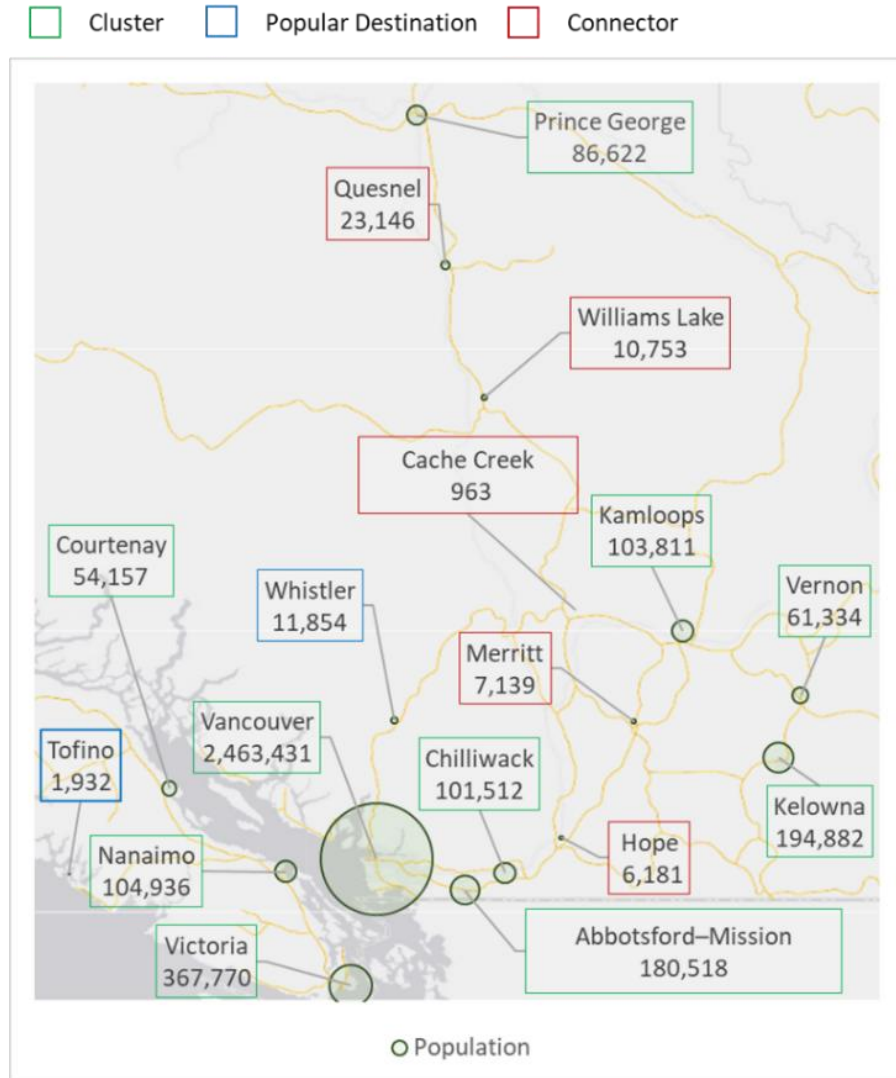 Cluster
Popular Destination
Connector
Prince George
86,622
Quesnel
23,146
Williams Lake
10,753
Cache Creek
963
Kamloops
103,811
Courtenay
54,157
Whistler
11,854
Vernon
61,334
Merritt
7,139
Vancouver
2,463,431
Tofino
1,932
Chilliwack
101,512
Kelowna
194,882
Nanaimo
104,936
Hope
6,181
Abbotsford–Mission
180,518
Victoria
367,770
Population